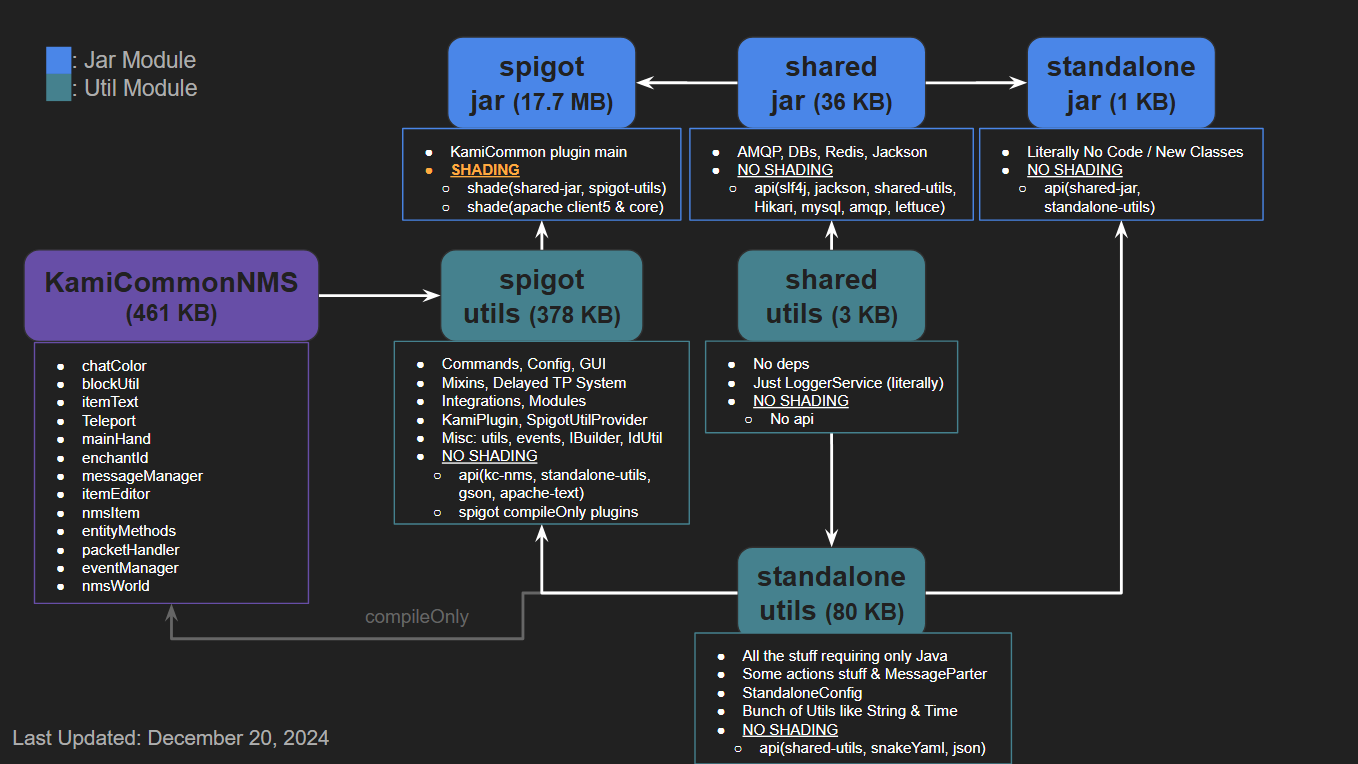 : Jar Module
: Util Module
spigot
jar (17.7 MB)
KamiCommon plugin main
SHADING
shade(shared-jar, spigot-utils)
shade(apache client5 & core)
shared
jar (36 KB)
AMQP, DBs, Redis, Jackson
NO SHADING
api(slf4j, jackson, shared-utils,
Hikari, mysql, amqp, lettuce)
standalone
jar (1 KB)
Literally No Code / New Classes
NO SHADING
api(shared-jar,
standalone-utils)
KamiCommonNMS
(461 KB)
chatColor
blockUtil
itemText
Teleport
mainHand
enchantId
messageManager
itemEditor
nmsItem
entityMethods
packetHandler
eventManager
nmsWorld
spigot
utils (378 KB)
Commands, Config, GUI
Mixins, Delayed TP System
Integrations, Modules
KamiPlugin, SpigotUtilProvider
Misc: utils, events, IBuilder, IdUtil
NO SHADING
api(kc-nms, standalone-utils,
gson, apache-text)
spigot compileOnly plugins
shared
utils (3 KB)
No deps
Just LoggerService (literally)
NO SHADING
No api
compileOnly
standalone
utils (80 KB)
All the stuff requiring only Java
Some actions stuff & MessageParter
StandaloneConfig
Bunch of Utils like String & Time
NO SHADING
api(shared-utils, snakeYaml, json)
Last Updated: December 20, 2024